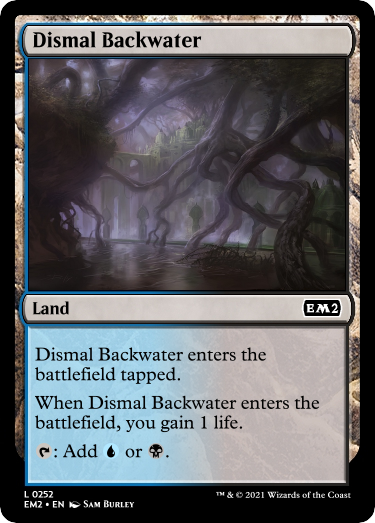 Dismal Backwater
Land
EM2
Dismal Backwater enters the
battlefield tapped.
When Dismal Backwater enters the
battlefield, you gain 1 life.
: Add or .
L 0252
EM2 • EN SAM BURLEY
™ & © 2021 Wizards of the Coast